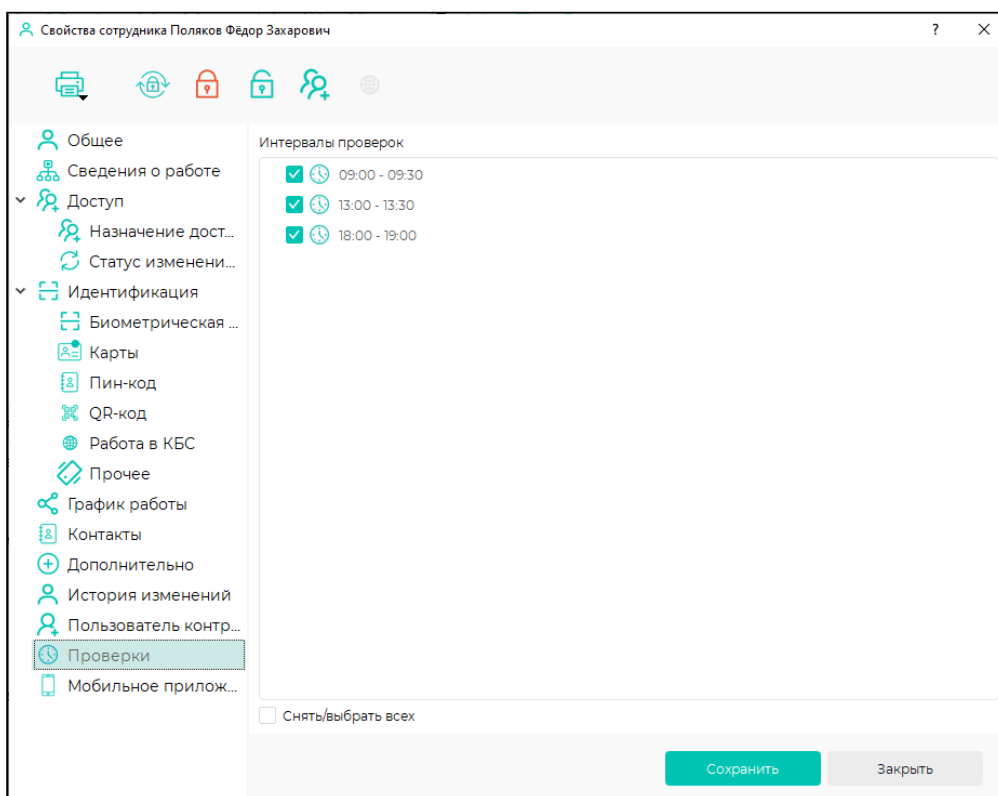 Свойства сотрудника Поляков Фёдор Захарович
?
Общее
Сведения о работе
Доступ
Назначение дост...
Статус изменени...
Идентификация
Биометрическая ...
Карты
Пин-код
QR-код
Работа в КБС
Прочее
График работы
Контакты
Дополнительно
История изменений
Пользователь контр...
Проверки
Мобильное прилож...
Интервалы проверок
09:00 - 09:30
13:00 - 13:30
18:00 - 19:00
Снять/выбрать всех
Сохранить
Закрыть